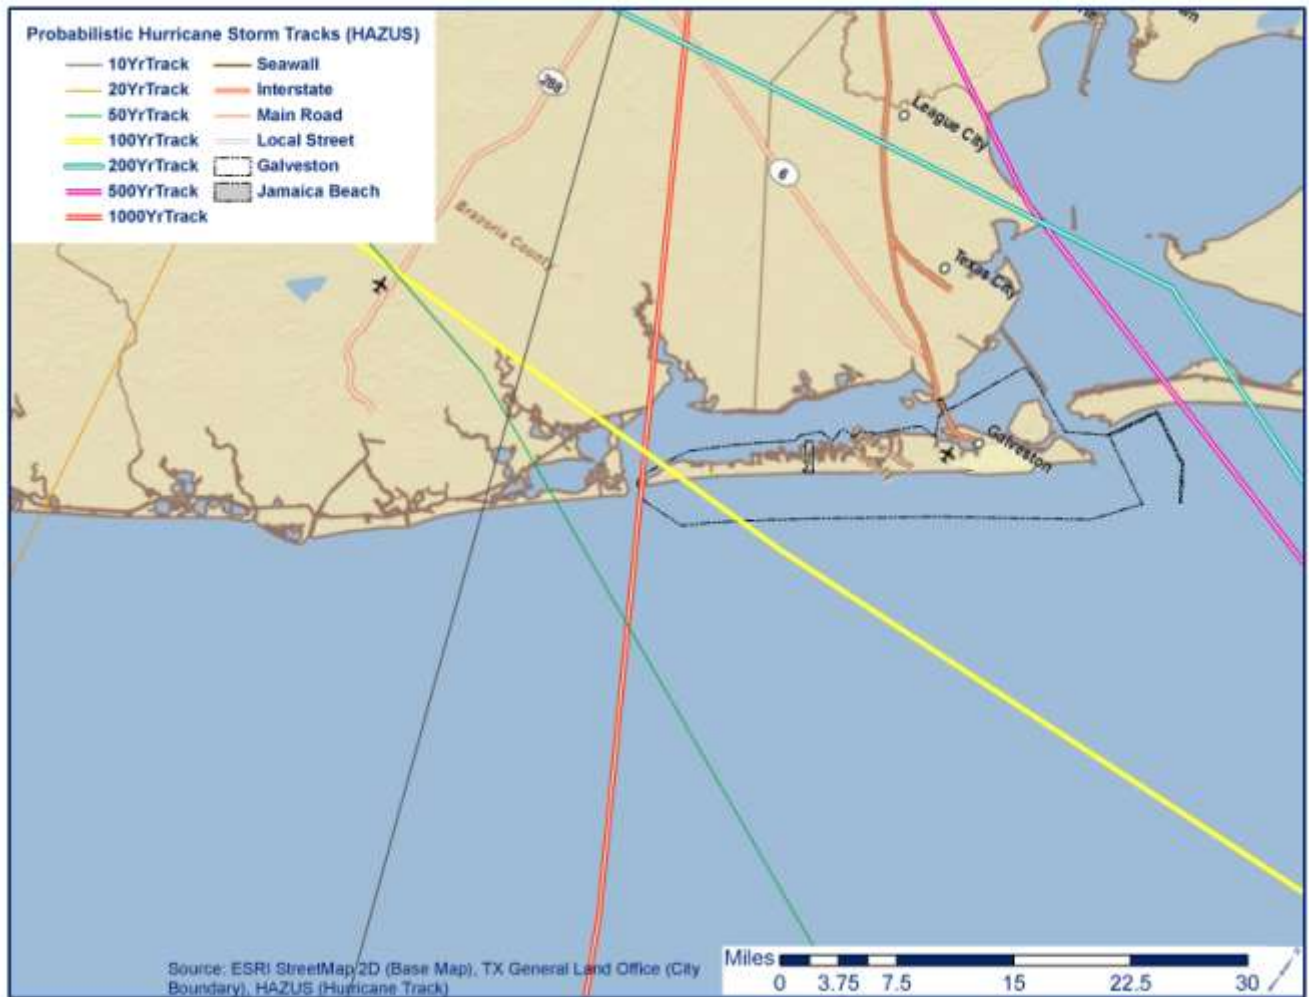 Probabilistic Hurricane Storm Tracks (HAZUS)
10YrTrack
Seawall
20YrTrack
Interstate
50YrTrack
Main Road
100YrTrack
Local Street
200YrTrack
Galveston
500YrTrack
Jamaica Beach
1000YrTrack
288
League City
6
Brazoria County
Texas City
Galveston
Source: ESRI StreetMap 2D (Base Map), TX General Land Office (City
Boundary), HAZUS (Hurricane Track)
Miles
0 3.75 7.5 15 22.5 30